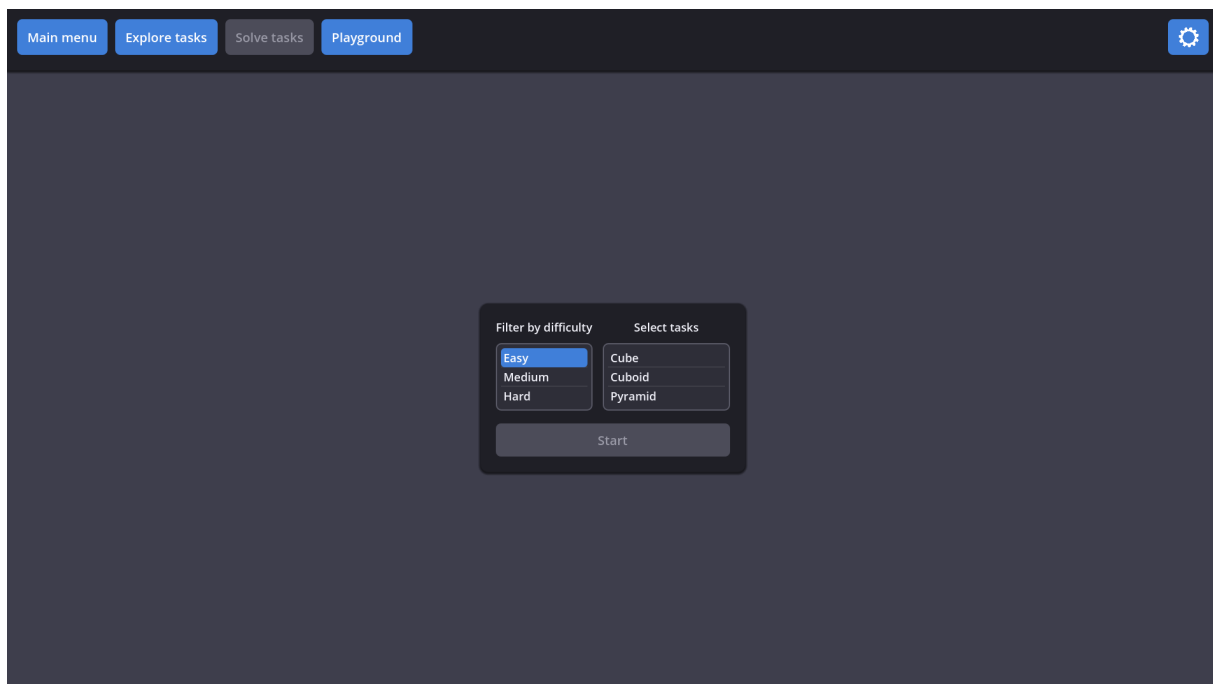 Main menu Explore tasks Solve tasks Playground
Filter by difficulty Select tasks
Easy Cube
Medium Cuboid
Hard Pyramid
Start